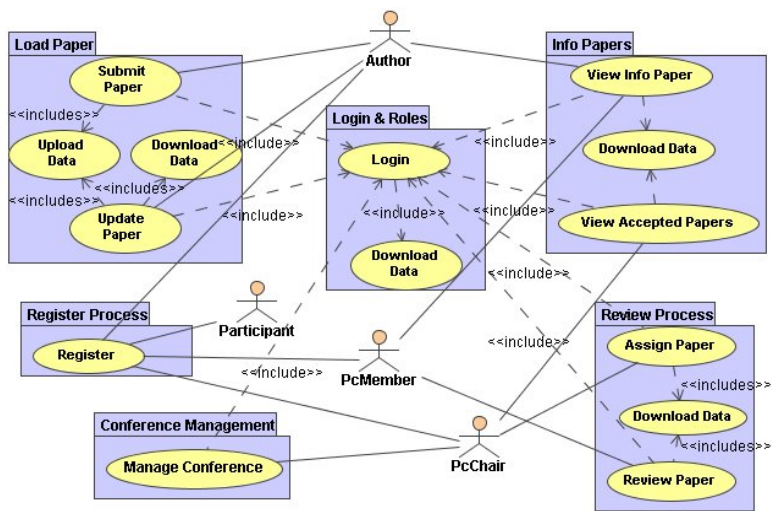 Load Paper
Author
Info Papers
Submit
Paper
View Info Paper
<<includes>>
Login & Roles
Upload
Data
Download
Data
<<include>>
Login
<<include>>
Download Data
<<includes>>
<<includes>>
Update
Paper
<<include>>
<<include>>
<<include>>
View Accepted Papers
Download
Data
<<include>>
Register Process
Participant
Review Process
Register
<<include>>
PcMember
<<include>>
Assign Paper
<<includes>>
Conference Management
Download Data
Manage Conference
PcChair
<<includes>>
Review Paper